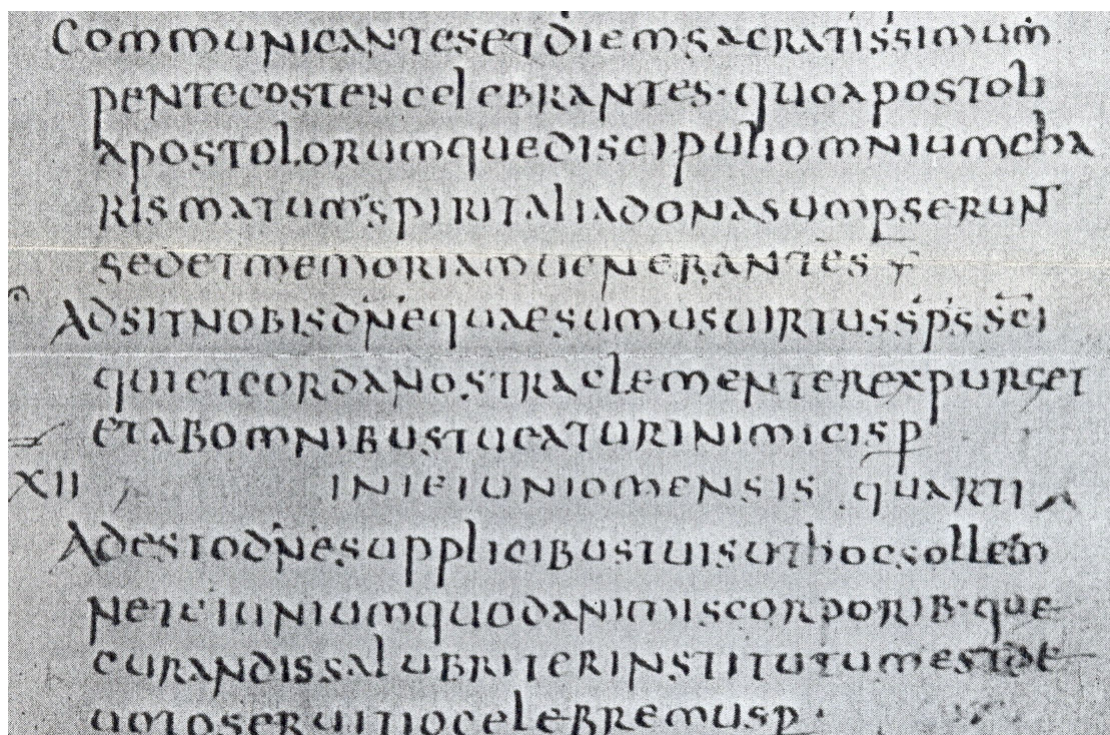 Communicantes et diem sacratissimum
pentecosten celebrantes · quo apostoli
apostolorumque discipuli omnium cha
rismatum spiritalia dona sumpserunt
sed et memoriam uenerantes
Adsit nobis dne quaesumus uirtus sps sci
qui et corda nostra clementer expurget
et ab omnibus tueatur inimicis p
XII IN IEIUNIO MENSIS QUARTI
Adesto dne supplicibus tuis ut hoc sollem
ne ieiunium quod animis corporib · que
curandis salubriter institutum est de
uoto seruitio celebremus p ·